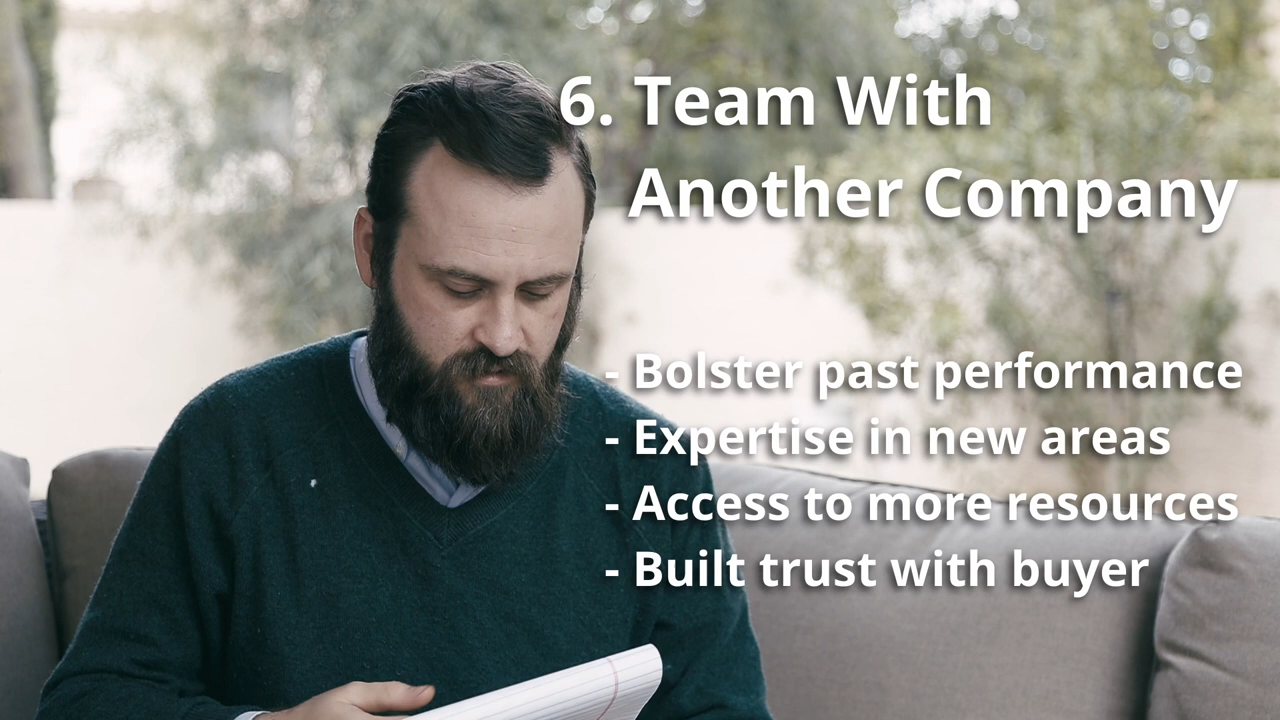 6. Team With
Another Company
- Bolster past performance
- Expertise in new areas
- Access to more resources
- Built trust with buyer